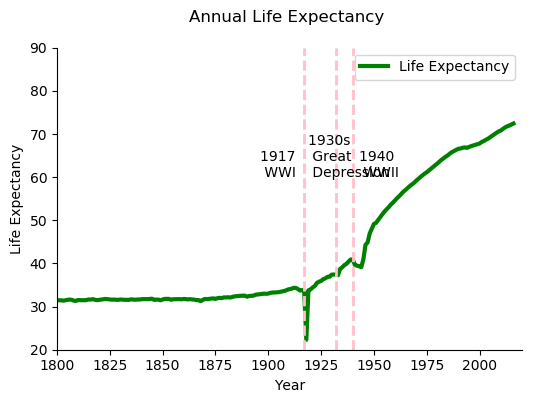 Annual Life Expectancy
Life Expectancy
90
80
70
60
50
40
30
20
Life Expectancy
1930s
1917 Great 1940
WWI Depression WWII
1800 1825 1850 1875 1900 1925 1950 1975 2000
Year